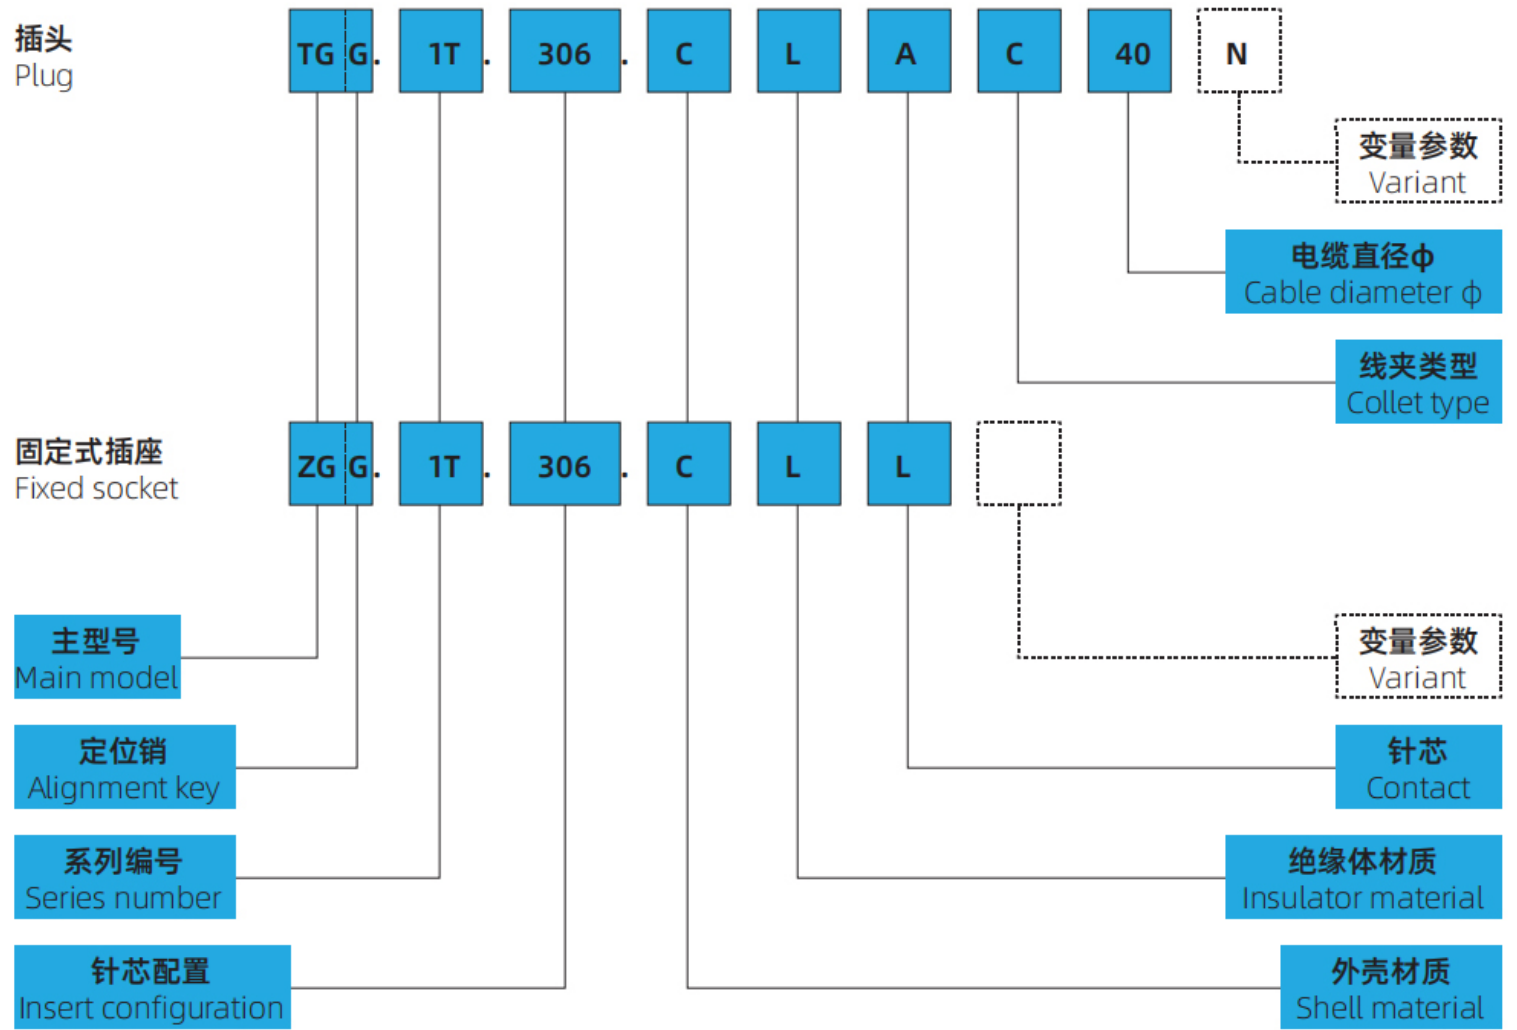 插头
Plug
TG G. 1T . 306 . C L A C 40 N
变量参数
Variant
电缆直径φ
Cable diameter φ
线夹类型
Collet type
固定式插座
Fixed socket
ZG G. 1T . 306 . C L L
主型号
Main model
变量参数
Variant
定位销
Alignment key
针芯
Contact
系列编号
Series number
绝缘体材质
Insulator material
针芯配置
Insert configuration
外壳材质
Shell material